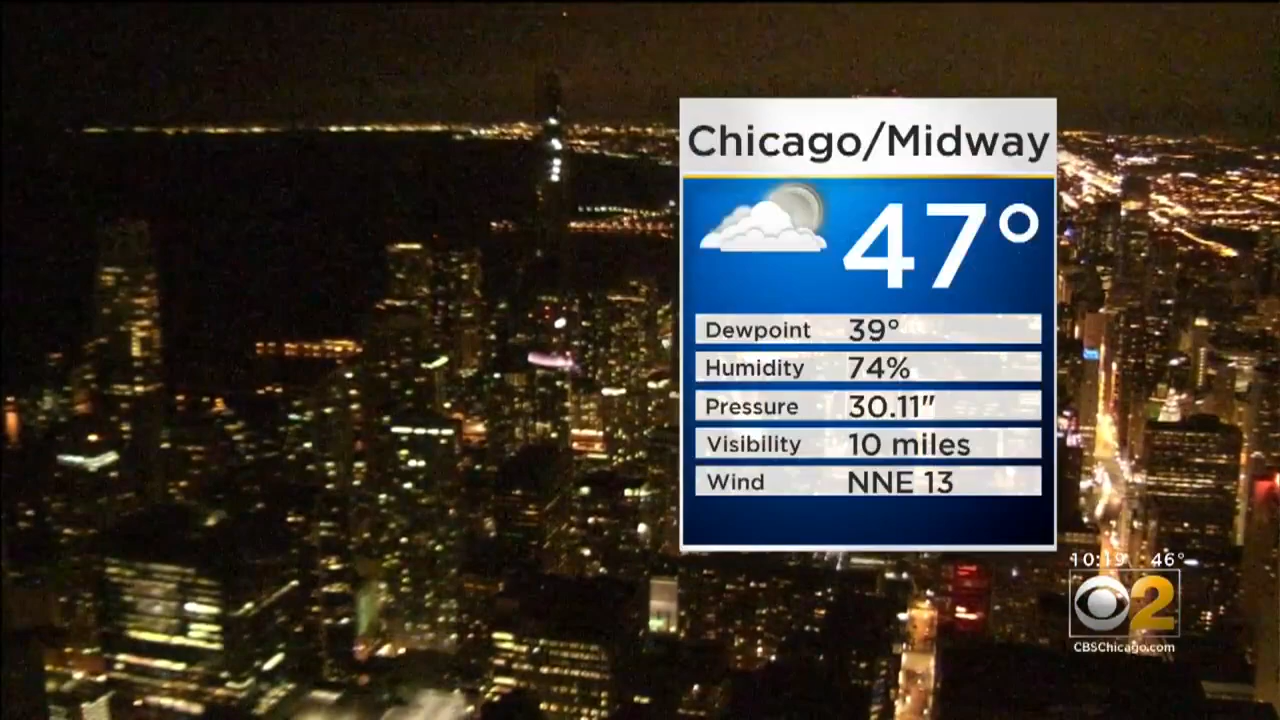 Chicago/Midway
47°
Dewpoint 39°
Humidity 74%
Pressure 30.11"
Visibility 10 miles
Wind NNE 13
10:19 46°
2
CBSChicago.com